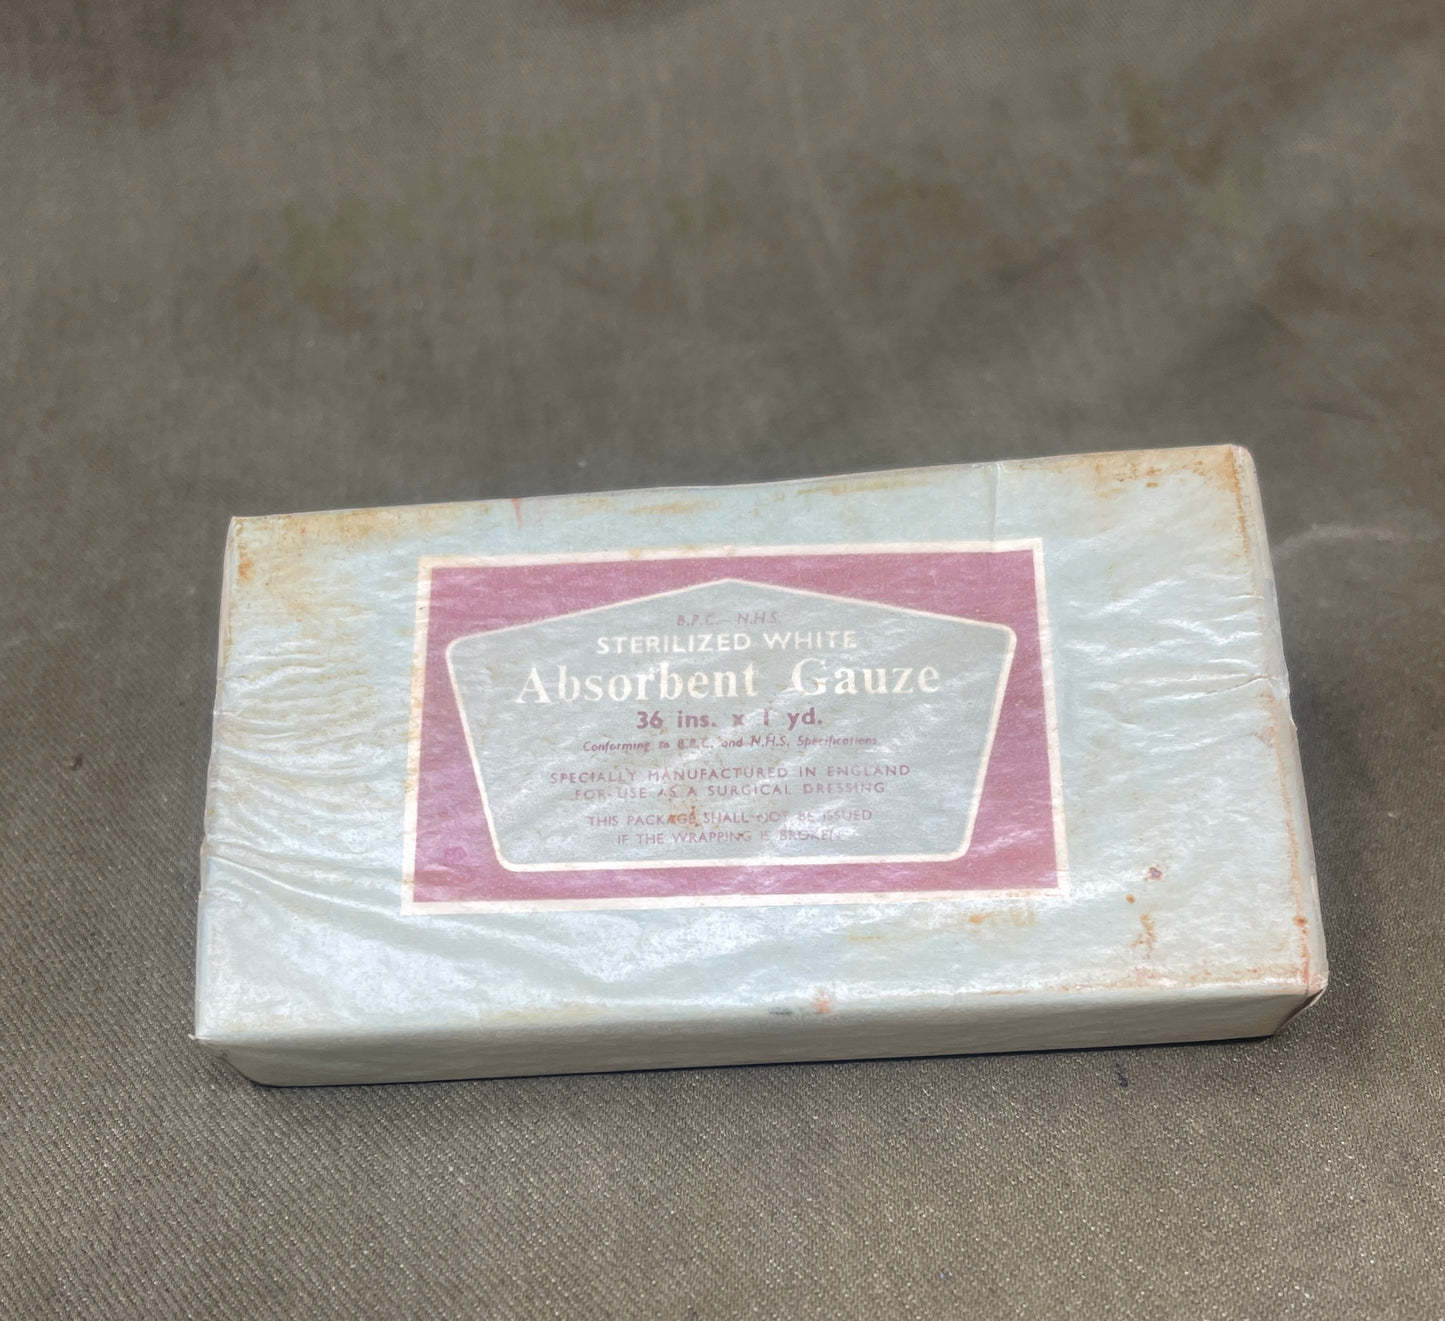 B.P.C. - N.H.S.
STERILIZED WHITE
Absorbent Gauze
36 ins. x 1 yd.
Conforming to B.P.C. and N.H.S. Specifications
SPECIALLY MANUFACTURED IN ENGLAND
FOR USE AS A SURGICAL DRESSING
THIS PACKAGE SHALL NOT BE ISSUED
IF THE WRAPPING IS BROKEN